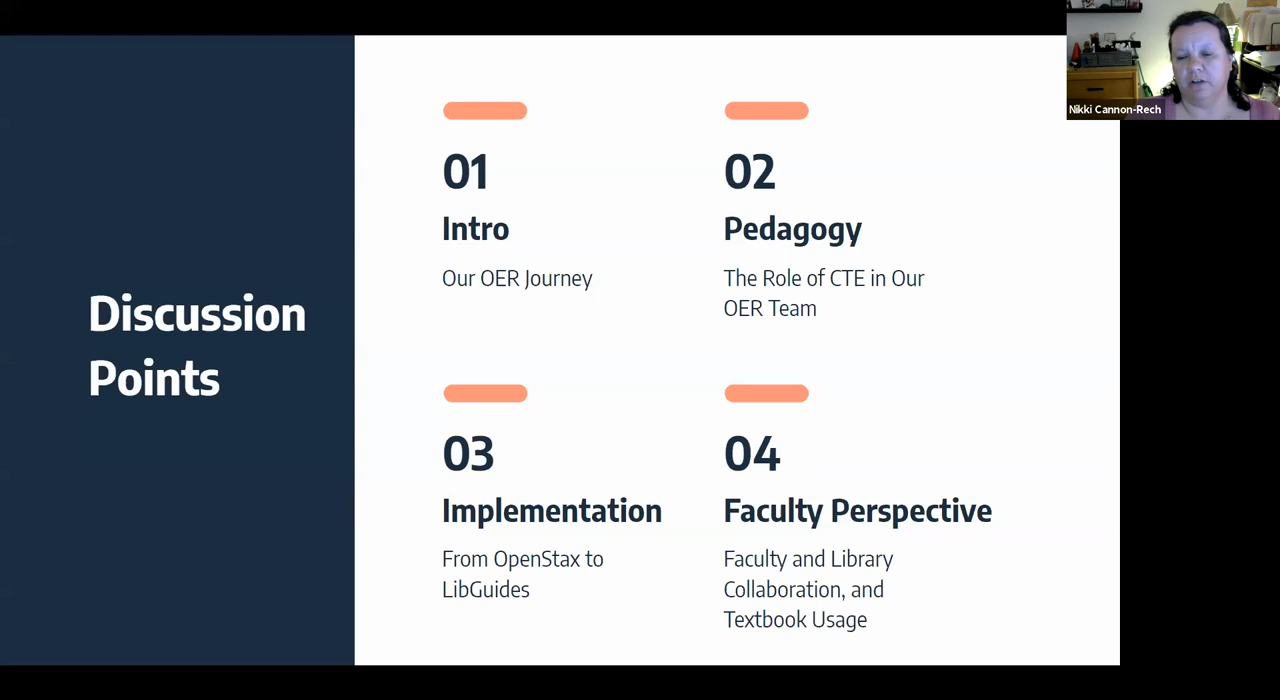 Nikki Cannon-Rech
Discussion
Points
01
Intro
Our OER Journey
02
Pedagogy
The Role of CTE in Our
OER Team
03
Implementation
From OpenStax to
LibGuides
04
Faculty Perspective
Faculty and Library
Collaboration, and
Textbook Usage